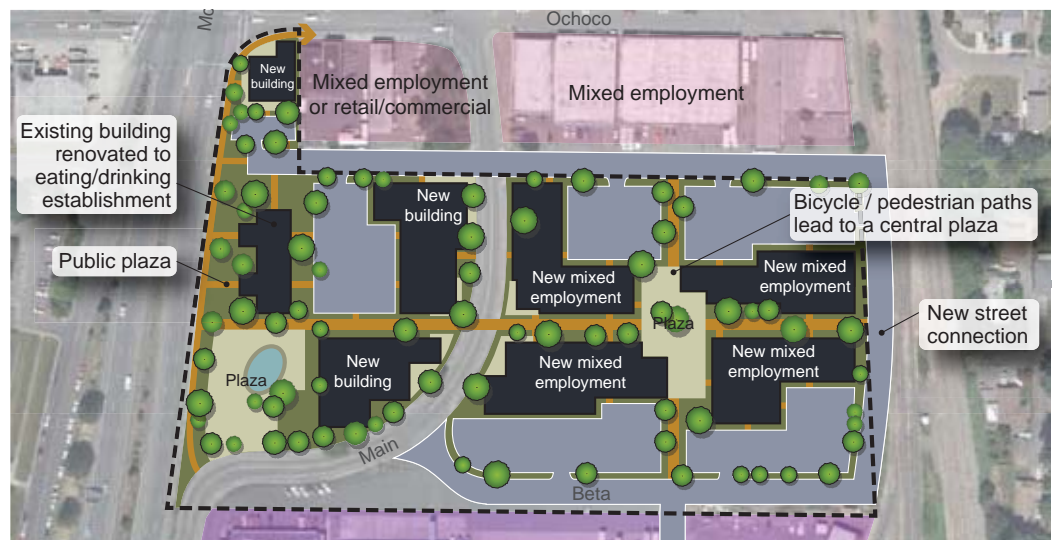 Ochoco
New
building
Mixed employment
or retail/commercial
Mixed employment
Existing building
renovated to
eating/drinking
establishment
New
building
Bicycle / pedestrian paths
lead to a central plaza
Public plaza
New mixed
employment
New mixed
employment
Plaza
New street
connection
New
building
New mixed
employment
New mixed
employment
Plaza
Main
Beta